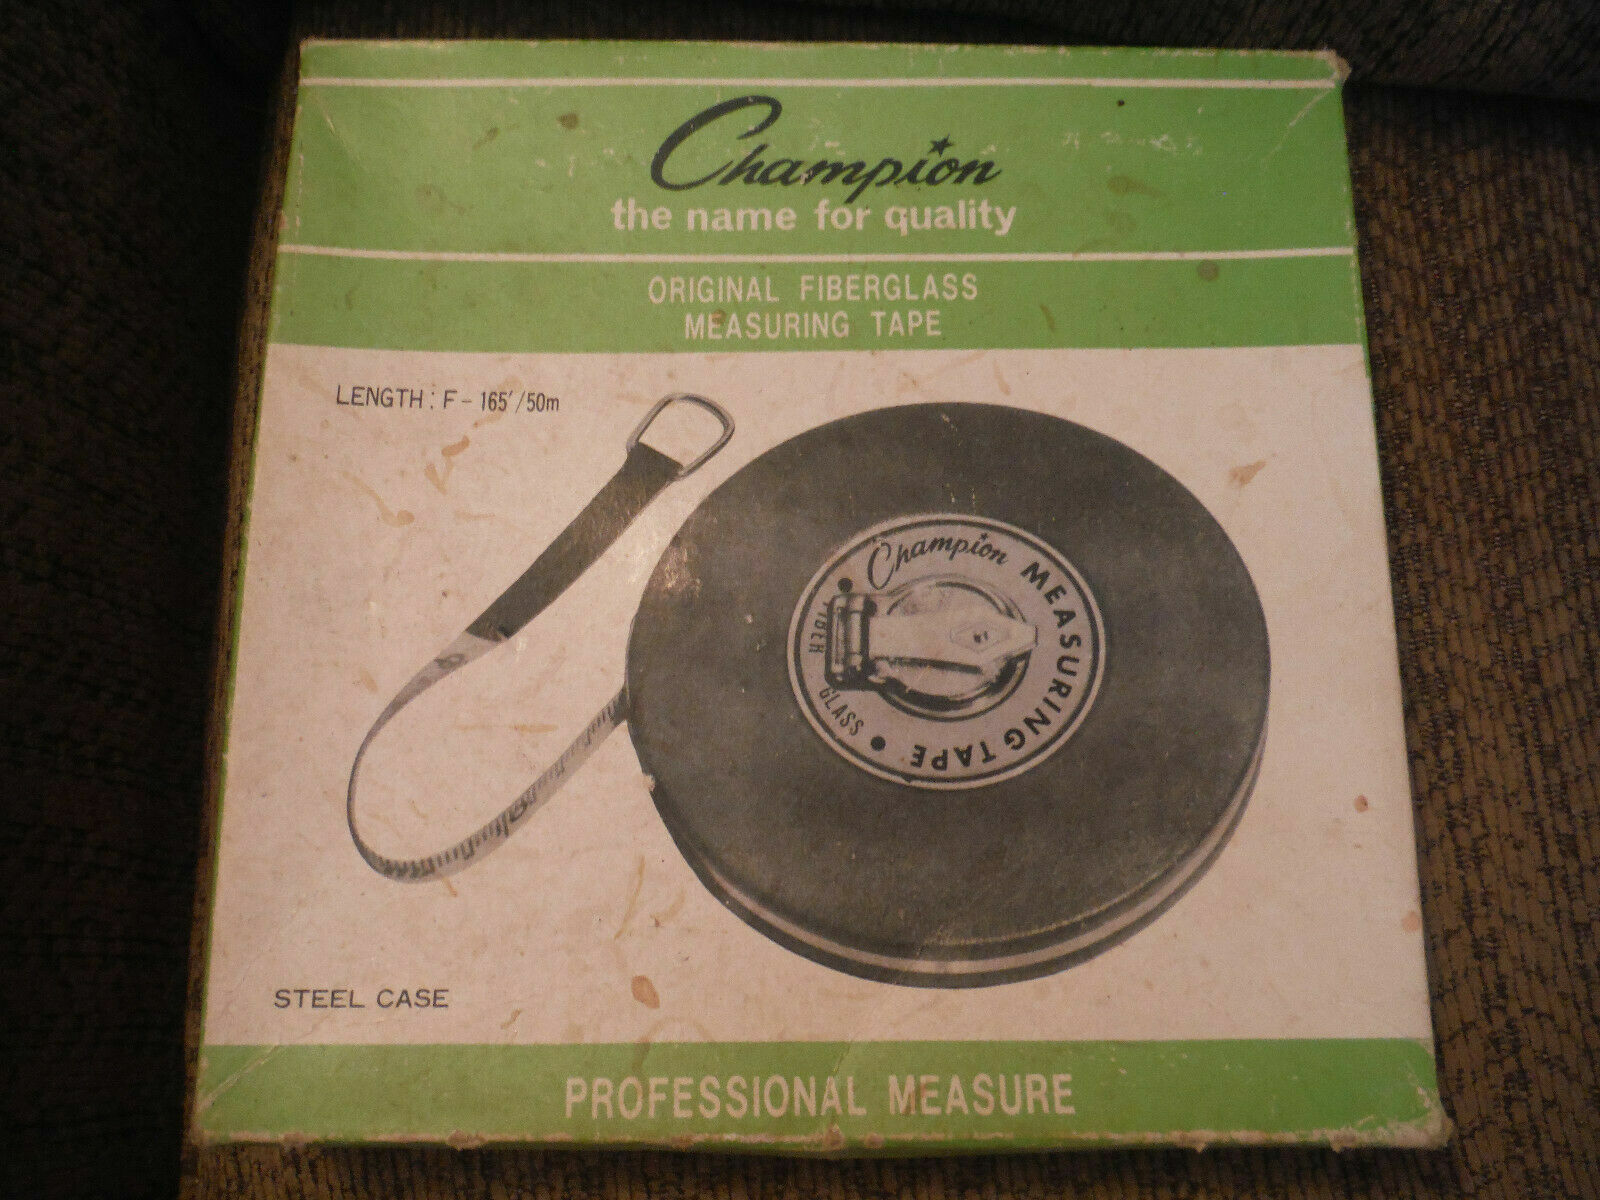 Champion
the name for quality
ORIGINAL FIBERGLASS
MEASURING TAPE
LENGTH : F - 165'/50m
Champion MEASURING TAPE
FIBER GLASS
STEEL CASE
PROFESSIONAL MEASURE